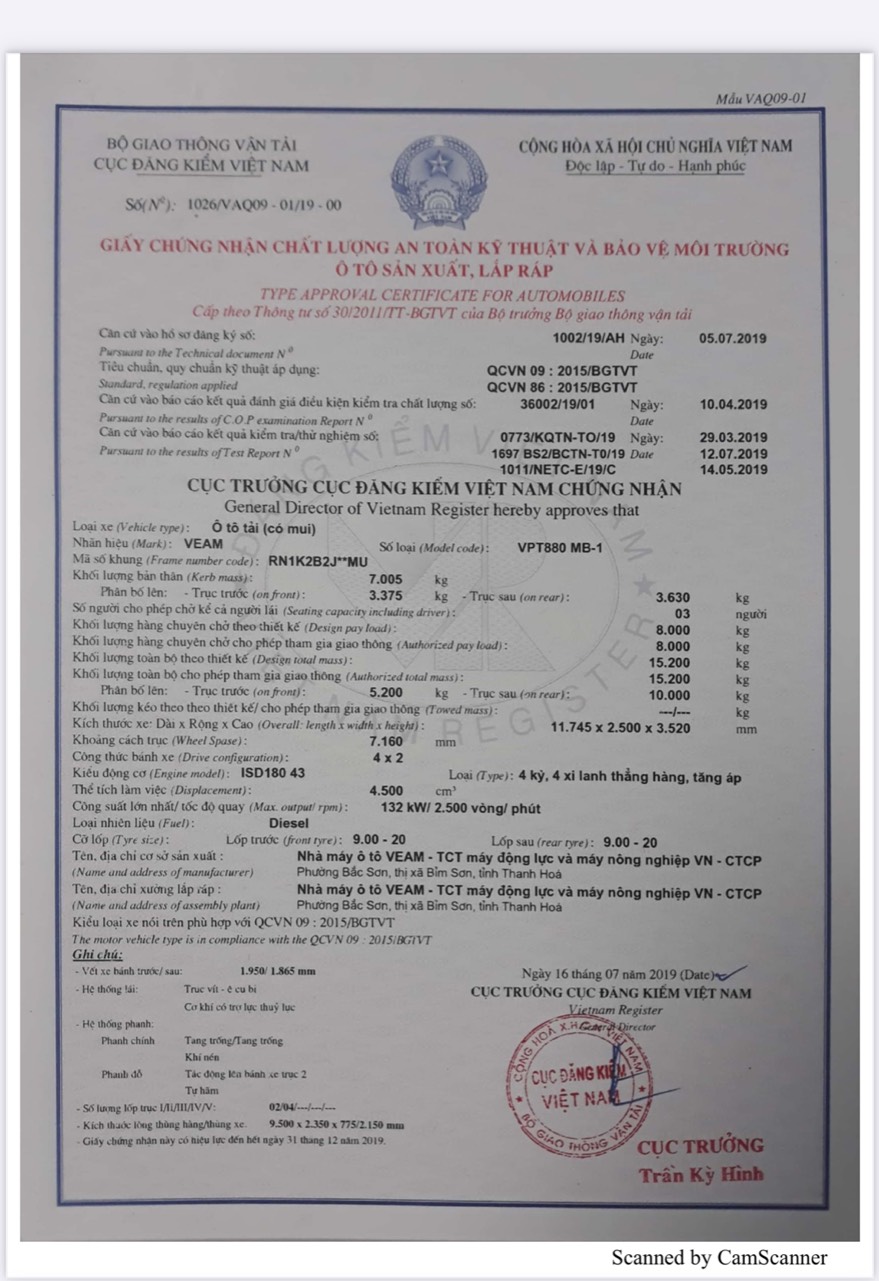 Mẫu VAQ09-01
BỘ GIAO THÔNG VẬN TẢI
CỤC ĐĂNG KIỂM VIỆT NAM
CỘNG HÒA XÃ HỘI CHỦ NGHĨA VIỆT NAM
Độc lập - Tự do - Hạnh phúc
Số(Nº): 1026/VAQ09 - 01/19 - 00
GIẤY CHỨNG NHẬN CHẤT LƯỢNG AN TOÀN KỸ THUẬT VÀ BẢO VỆ MÔI TRƯỜNG
Ô TÔ SẢN XUẤT, LẮP RÁP
TYPE APPROVAL CERTIFICATE FOR AUTOMOBILES
Cấp theo Thông tư số 30/2011/TT-BGTVT của Bộ trưởng Bộ giao thông vận tải
Căn cứ vào hồ sơ đăng ký số: 1002/19/AH Ngày: 05.07.2019
Pursuant to the Technical document Nº Date
Tiêu chuẩn, quy chuẩn kỹ thuật áp dụng: QCVN 09 : 2015/BGTVT
Standard, regulation applied QCVN 86 : 2015/BGTVT
Căn cứ vào báo cáo kết quả đánh giá điều kiện kiểm tra chất lượng số: 36002/19/01 Ngày: 10.04.2019
Pursuant to the results of C.O.P examination Report Nº Date
Căn cứ vào báo cáo kết quả kiểm tra/thử nghiệm số: 0773/KQTN-TO/19 Ngày: 29.03.2019
Pursuant to the results of Test Report Nº 1697 BS2/BCTN-T0/19 Date 12.07.2019
1011/NETC-E/19/C 14.05.2019
CỤC TRƯỞNG CỤC ĐĂNG KIỂM VIỆT NAM CHỨNG NHẬN
General Director of Vietnam Register hereby approves that
Loại xe (Vehicle type): Ô tô tải (có mui)
Nhãn hiệu (Mark): VEAM Số loại (Model code): VPT880 MB-1
Mã số khung (Frame number code): RN1K2B2J**MU
Khối lượng bản thân (Kerb mass): 7.005 kg
Phân bố lên: - Trục trước (on front): 3.375 kg - Trục sau (on rear): 3.630 kg
Số người cho phép chở kể cả người lái (Seating capacity including driver): 03 người
Khối lượng hàng chuyên chở theo thiết kế (Design pay load): 8.000 kg
Khối lượng hàng chuyên chở cho phép tham gia giao thông (Authorized pay load): 8.000 kg
Khối lượng toàn bộ theo thiết kế (Design total mass): 15.200 kg
Khối lượng toàn bộ cho phép tham gia giao thông (Authorized total mass): 15.200 kg
Phân bố lên: - Trục trước (on front): 5.200 kg - Trục sau (on rear): 10.000 kg
Khối lượng kéo theo theo thiết kế/ cho phép tham gia giao thông (Towed mass): ---/--- kg
Kích thước xe: Dài x Rộng x Cao (Overall: length x width x height): 11.745 x 2.500 x 3.520 mm
Khoảng cách trục (Wheel Spase): 7.160 mm
Công thức bánh xe (Drive configuration): 4 x 2
Kiểu động cơ (Engine model): ISD180 43 Loại (Type): 4 kỳ, 4 xi lanh thẳng hàng, tăng áp
Thể tích làm việc (Displacement): 4.500 cm³
Công suất lớn nhất/ tốc độ quay (Max. output/ rpm): 132 kW/ 2.500 vòng/ phút
Loại nhiên liệu (Fuel): Diesel
Cỡ lốp (Tyre size): Lốp trước (front tyre): 9.00 - 20 Lốp sau (rear tyre): 9.00 - 20
Tên, địa chỉ cơ sở sản xuất : Nhà máy ô tô VEAM - TCT máy động lực và máy nông nghiệp VN - CTCP
(Name and address of manufacturer) Phường Bắc Sơn, thị xã Bỉm Sơn, tỉnh Thanh Hoá
Tên, địa chỉ xưởng lắp ráp : Nhà máy ô tô VEAM - TCT máy động lực và máy nông nghiệp VN - CTCP
(Name and address of assembly plant) Phường Bắc Sơn, thị xã Bỉm Sơn, tỉnh Thanh Hoá
Kiểu loại xe nói trên phù hợp với QCVN 09 : 2015/BGTVT
The motor vehicle type is in compliance with the QCVN 09 : 2015/BGTVT
Ghi chú:
- Vết xe bánh trước/ sau: 1.950/ 1.865 mm
- Hệ thống lái: Trục vít - ê cu bi
Cơ khí có trợ lực thuỷ lực
- Hệ thống phanh:
Phanh chính Tang trống/Tang trống
Khí nén
Phanh đỗ Tác động lên bánh xe trục 2
Tự hãm
- Số lượng lốp trục I/II/III/IV/V: 02/04/---/---/---
- Kích thước lòng thùng hàng/thùng xe. 9.500 x 2.350 x 775/2.150 mm
- Giấy chứng nhận này có hiệu lực đến hết ngày 31 tháng 12 năm 2019.
Ngày 16 tháng 07 năm 2019 (Date)
CỤC TRƯỞNG CỤC ĐĂNG KIỂM VIỆT NAM
Vietnam Register
General Director
CỘNG HÒA X.H.C.N VIỆT NAM
CỤC ĐĂNG KIỂM
VIỆT NAM
BỘ GIAO THÔNG VẬN TẢI
CỤC TRƯỞNG
Trần Kỳ Hình
ĐĂNG KIỂM VIỆT NAM
VR
VIETNAM REGISTER
Scanned by CamScanner